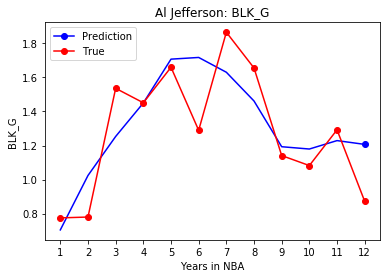 Al Jefferson: BLK_G
Prediction
True
BLK_G
1.8
1.6
1.4
1.2
1.0
0.8
1 2 3 4 5 6 7 8 9 10 11 12
Years in NBA